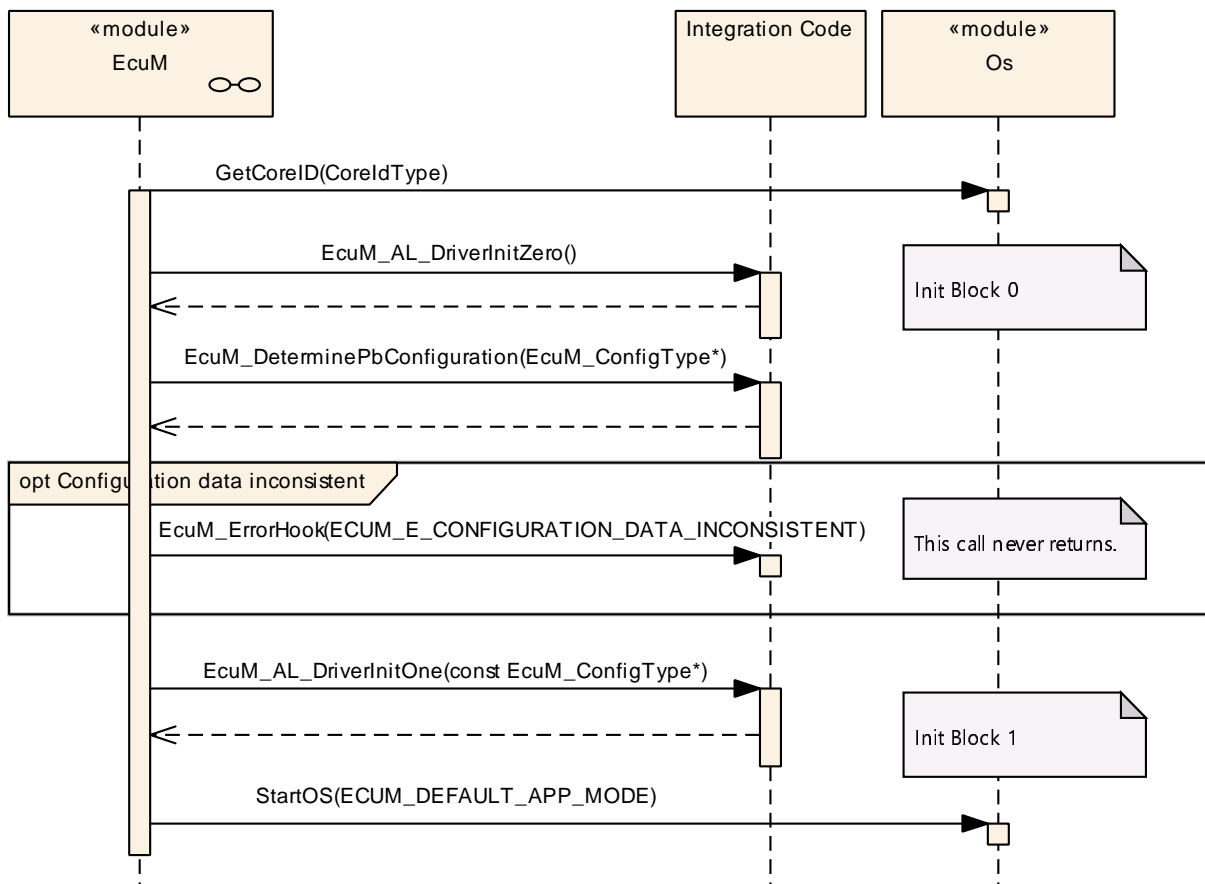 «module»
EcuM
Integration Code
«module»
Os
GetCoreID(CoreIdType)
EcuM_AL_DriverInitZero()
Init Block 0
EcuM_DeterminePbConfiguration(EcuM_ConfigType*)
opt Configuration data inconsistent
EcuM_ErrorHook(ECUM_E_CONFIGURATION_DATA_INCONSISTENT)
This call never returns.
EcuM_AL_DriverInitOne(const EcuM_ConfigType*)
Init Block 1
StartOS(ECUM_DEFAULT_APP_MODE)